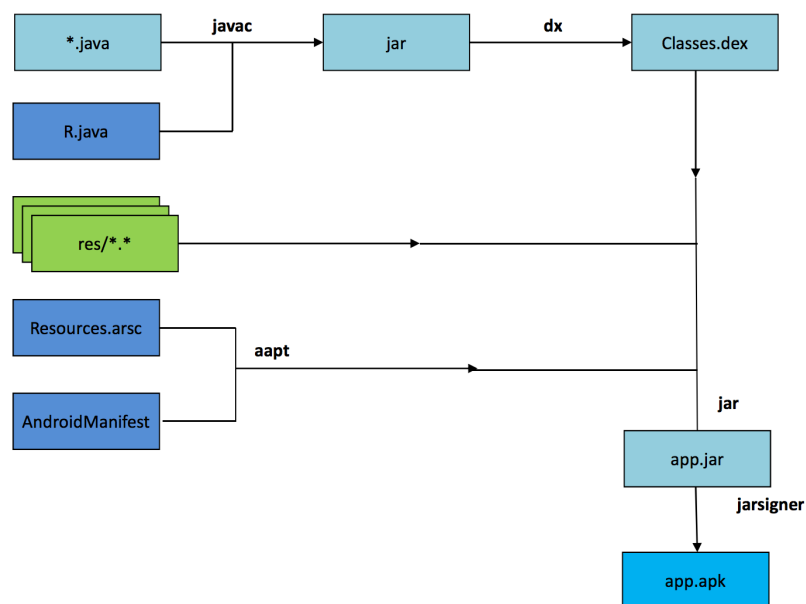 *.java
javac
jar
dx
Classes.dex
R.java
res/*.*
Resources.arsc
aapt
AndroidManifest
jar
app.jar
jarsigner
app.apk